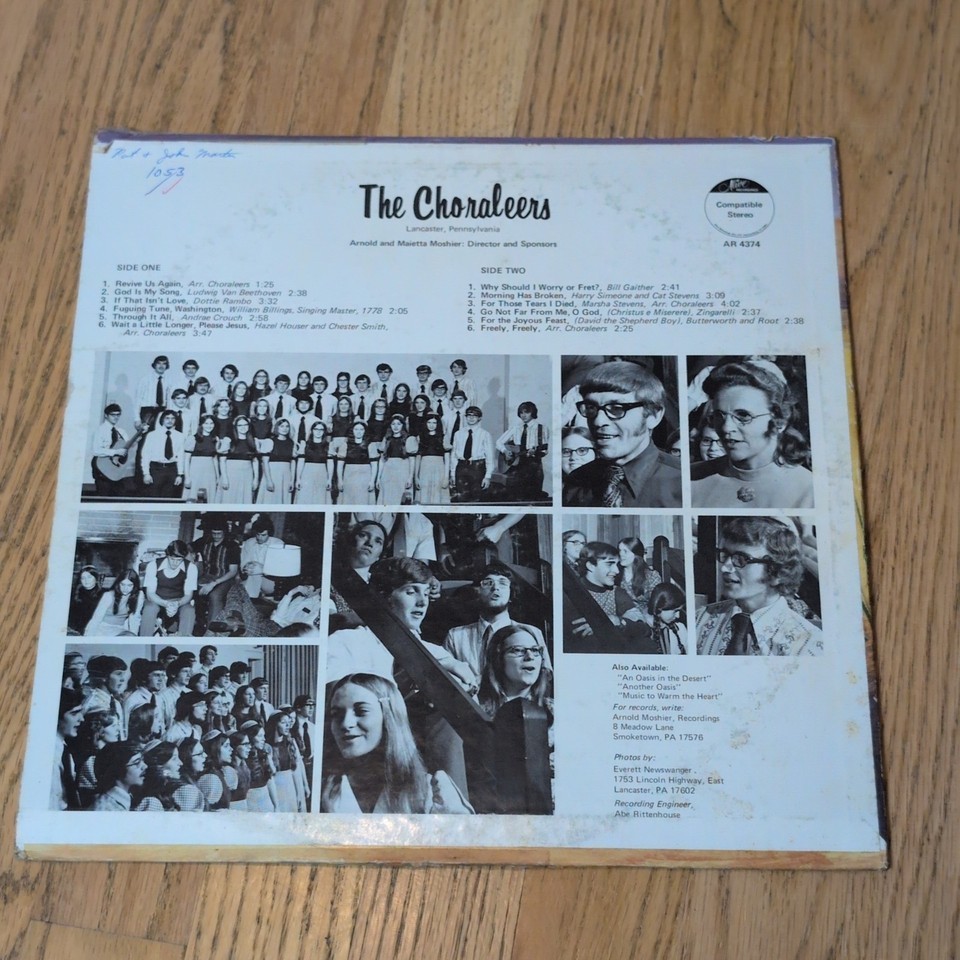 Pat & John Martin
1053
The Choraleers
Lancaster, Pennsylvania
Arnold and Maietta Moshier: Director and Sponsors
Compatible
Stereo
AR 4374
SIDE ONE
1. Revive Us Again, Arr. Choraleers 1:25
2. God Is My Song, Ludwig Van Beethoven 2:38
3. If That Isn't Love, Dottie Rambo 3:32
4. Fuguing Tune, Washington, William Billings, Singing Master, 1778 2:05
5. Through It All, Andrae Crouch 2:58
6. Wait a Little Longer, Please Jesus, Hazel Houser and Chester Smith,
Arr. Choraleers 3:47
SIDE TWO
1. Why Should I Worry or Fret?, Bill Gaither 2:41
2. Morning Has Broken, Harry Simeone and Cat Stevens 3:09
3. For Those Tears I Died, Marsha Stevens, Arr. Choraleers 4:02
4. Go Not Far From Me, O God, (Christus e Miserere), Zingarelli 2:37
5. For the Joyous Feast, (David the Shepherd Boy), Butterworth and Root 2:38
6. Freely, Freely, Arr. Choraleers 2:25
Also Available:
"An Oasis in the Desert"
"Another Oasis"
"Music to Warm the Heart"
For records, write:
Arnold Moshier, Recordings
8 Meadow Lane
Smoketown, PA 17576
Photos by:
Everett Newswanger,
1753 Lincoln Highway, East
Lancaster, PA 17602
Recording Engineer,
Abe Rittenhouse